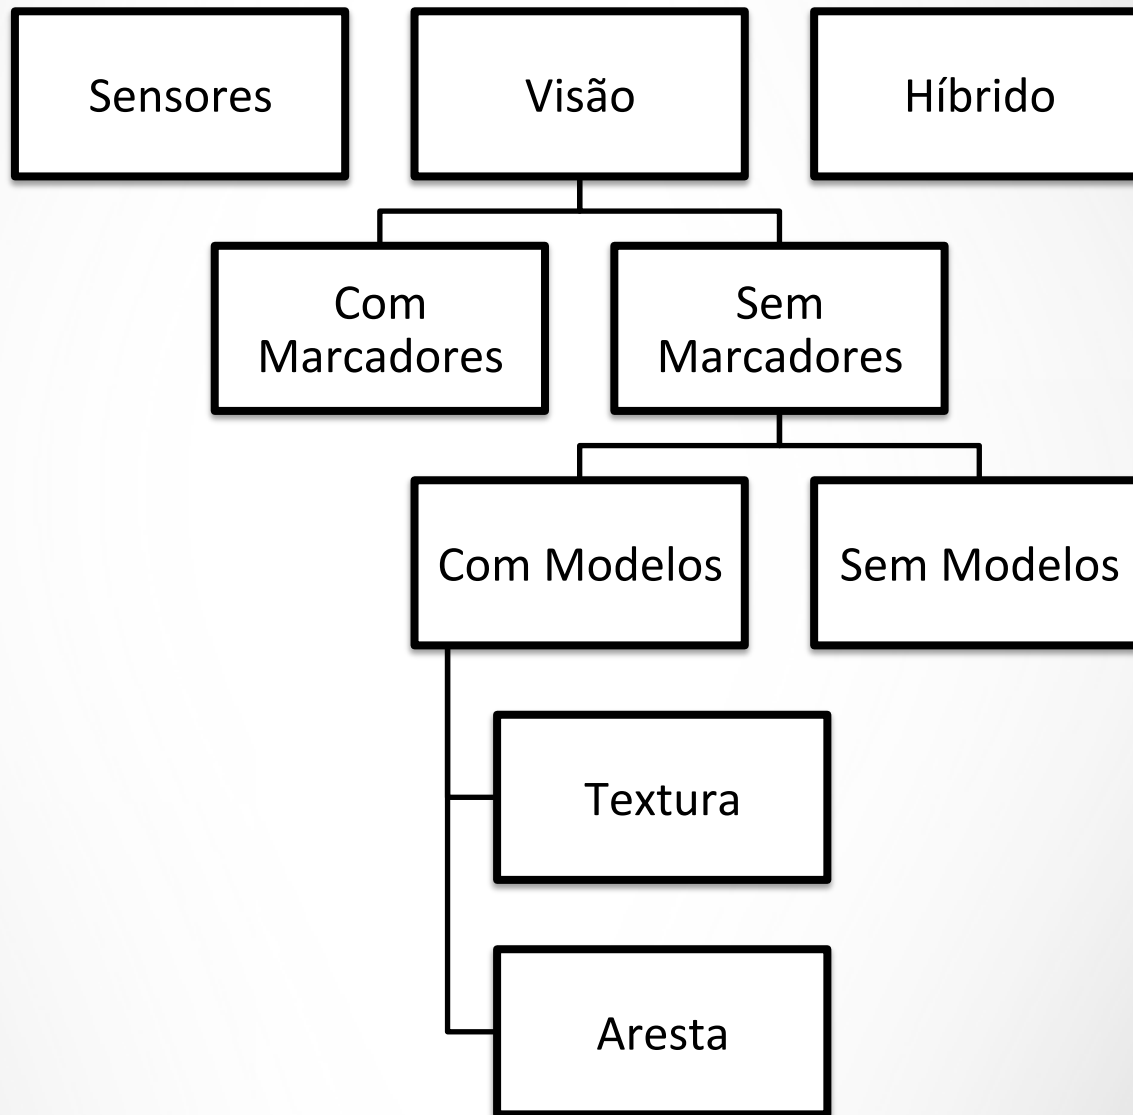 Sensores
Visão
Híbrido
Com
Marcadores
Sem
Marcadores
Com Modelos
Sem Modelos
Textura
Aresta